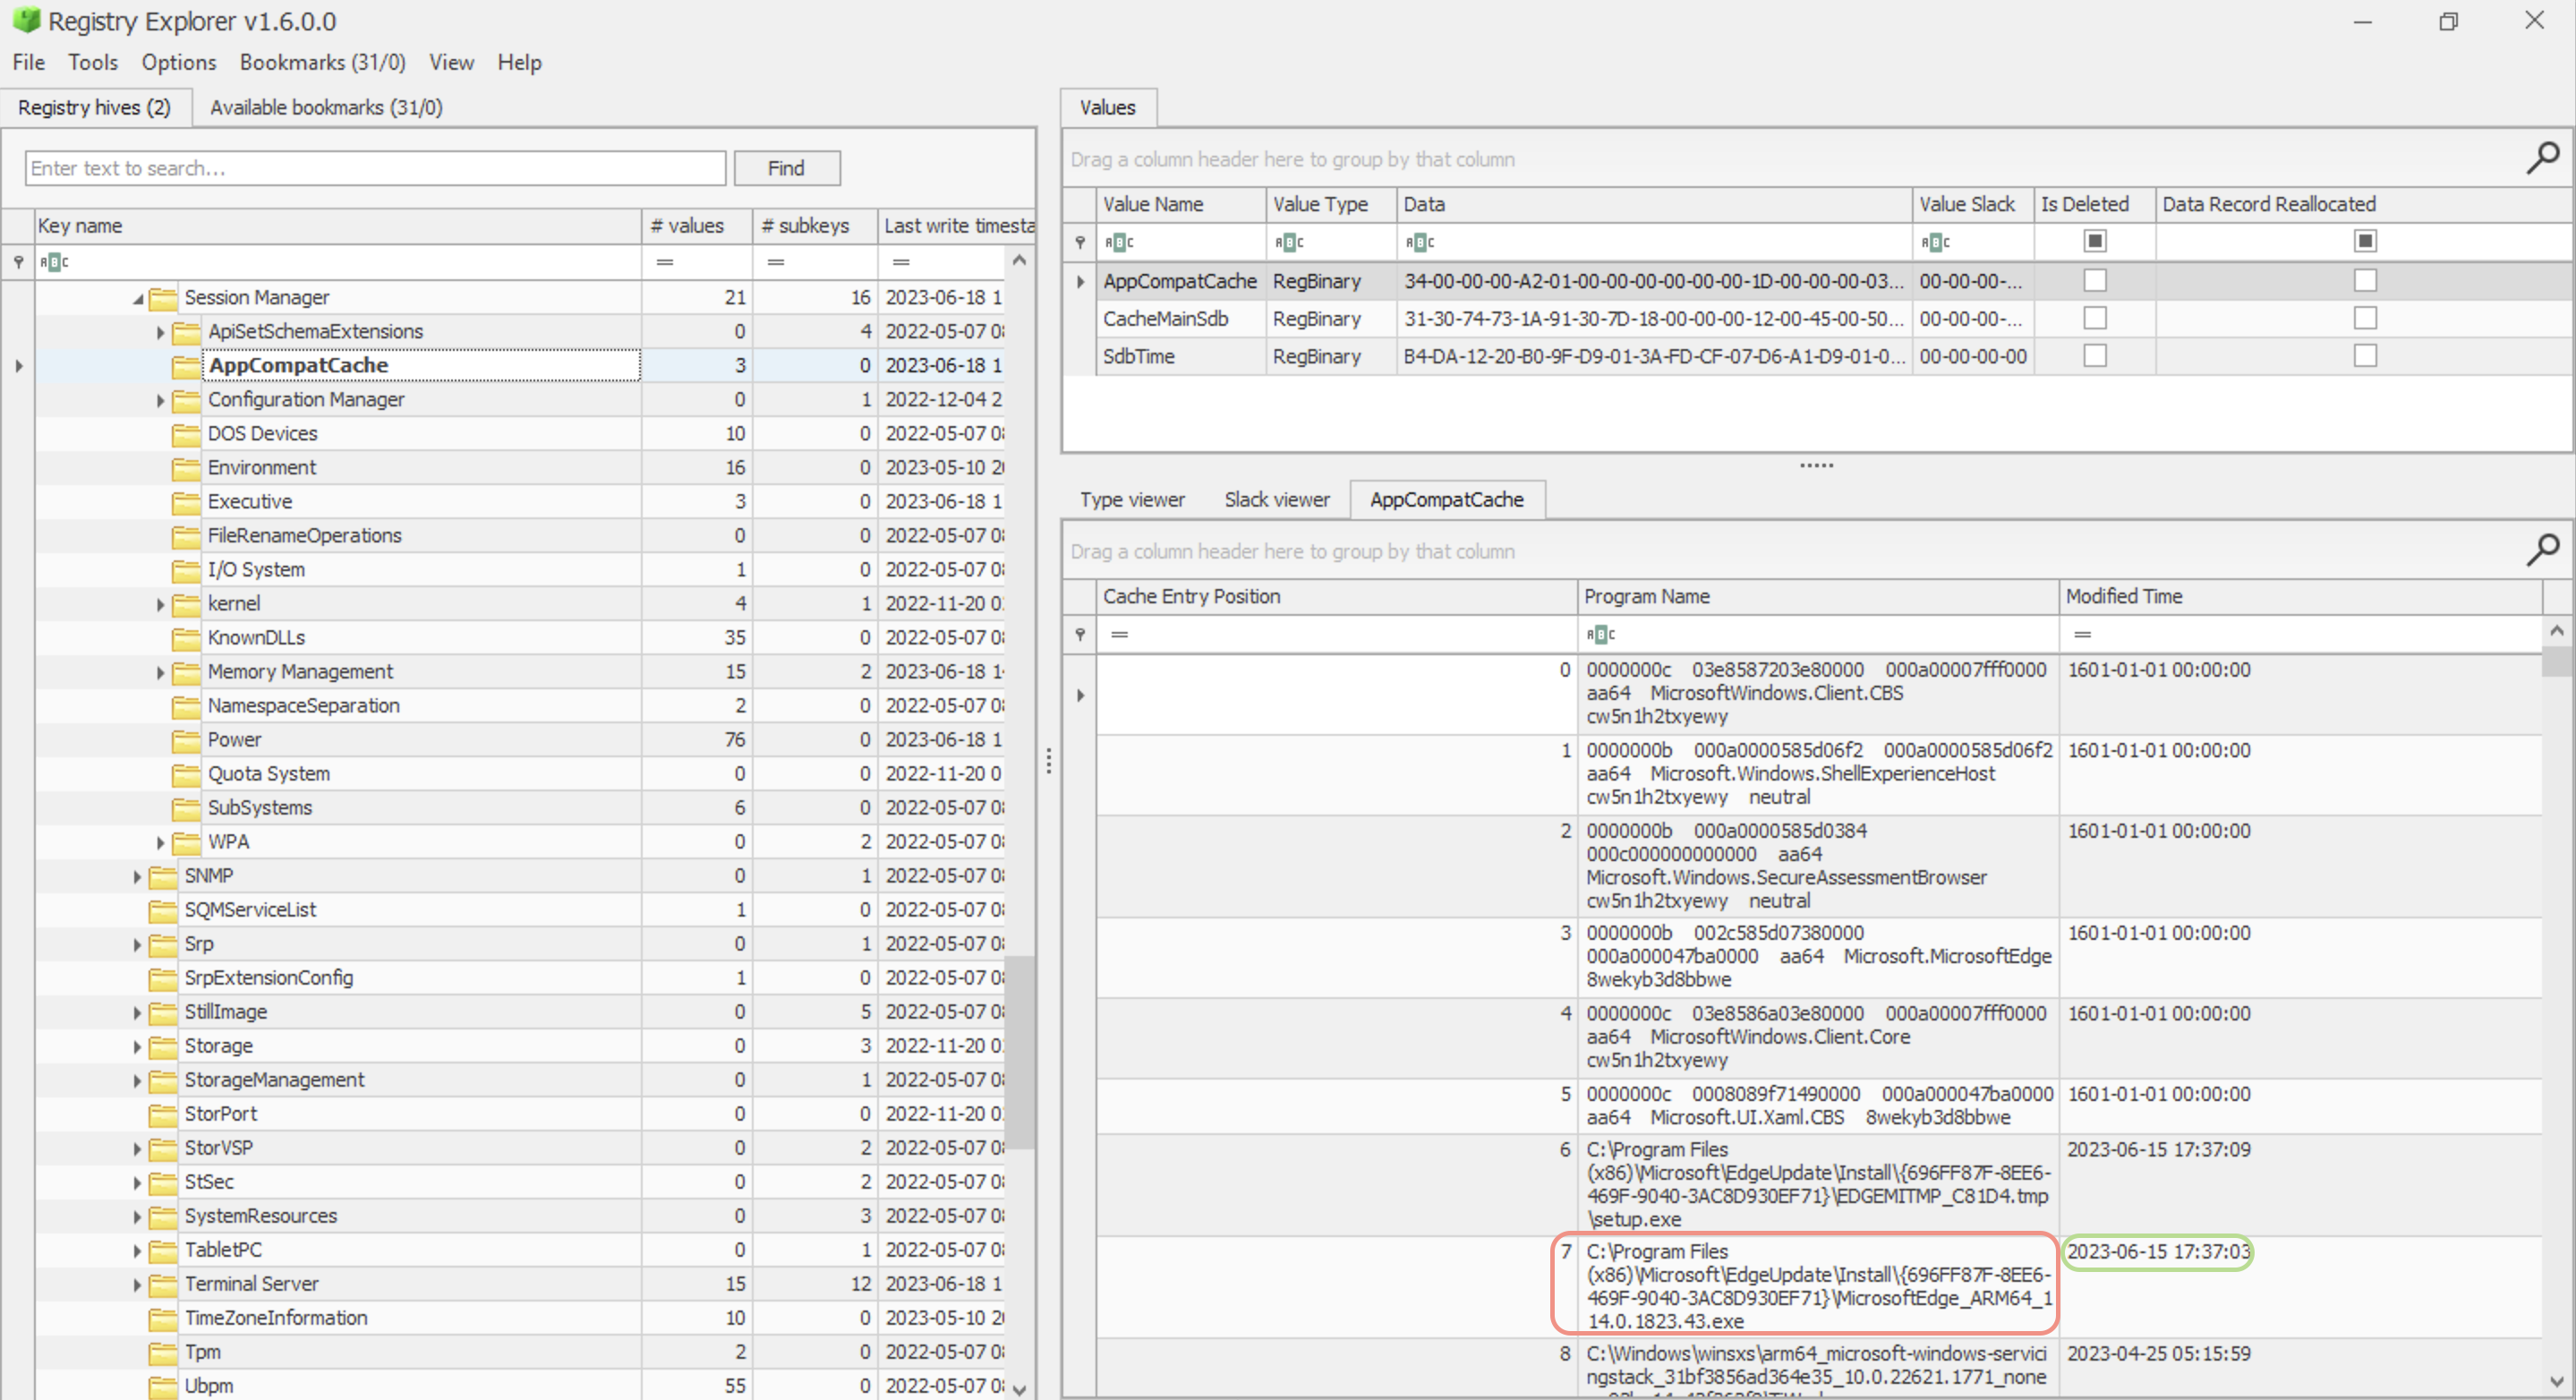 Registry Explorer v1.6.0.0
File Tools Options Bookmarks (31/0) View Help
Registry hives (2) Available bookmarks (31/0)
Enter text to search... Find
Key name # values # subkeys Last write timesta
ABC = = =
Session Manager 21 16 2023-06-18 1
ApiSetSchemaExtensions 0 4 2022-05-07 0
AppCompatCache 3 0 2023-06-18 1
Configuration Manager 0 1 2022-12-04 2
DOS Devices 10 0 2022-05-07 0
Environment 16 0 2023-05-10 2
Executive 3 0 2023-06-18 1
FileRenameOperations 0 0 2022-05-07 0
I/O System 1 0 2022-05-07 0
kernel 4 1 2022-11-20 0
KnownDLLs 35 0 2022-05-07 0
Memory Management 15 2 2023-06-18 1
NamespaceSeparation 2 0 2022-05-07 0
Power 76 0 2023-06-18 1
Quota System 0 0 2022-11-20 0
SubSystems 6 0 2022-05-07 0
WPA 0 2 2022-05-07 0
SNMP 0 1 2022-05-07 0
SQMServiceList 1 0 2022-05-07 0
Srp 0 1 2022-05-07 0
SrpExtensionConfig 1 0 2022-05-07 0
StillImage 0 5 2022-05-07 0
Storage 0 3 2022-11-20 0
StorageManagement 0 1 2022-05-07 0
StorPort 0 0 2022-11-20 0
StorVSP 0 2 2022-05-07 0
StSec 0 2 2022-05-07 0
SystemResources 0 3 2022-05-07 0
TabletPC 0 1 2022-05-07 0
Terminal Server 15 12 2023-06-18 1
TimeZoneInformation 10 0 2023-05-10 2
Tpm 2 0 2022-05-07 0
Ubpm 55 0 2022-05-07 0
Values
Drag a column header here to group by that column
Value Name Value Type Data Value Slack Is Deleted Data Record Reallocated
ABC ABC ABC ABC
AppCompatCache RegBinary 34-00-00-00-A2-01-00-00-00-00-00-00-1D-00-00-00-03... 00-00-00-...
CacheMainSdb RegBinary 31-30-74-73-1A-91-30-7D-18-00-00-00-12-00-45-00-50... 00-00-00-...
SdbTime RegBinary B4-DA-12-20-B0-9F-D9-01-3A-FD-CF-07-D6-A1-D9-01-0... 00-00-00-00
Type viewer Slack viewer AppCompatCache
Drag a column header here to group by that column
Cache Entry Position Program Name Modified Time
= ABC =
0 0000000c 03e8587203e80000 000a00007fff0000 1601-01-01 00:00:00
aa64 MicrosoftWindows.Client.CBS
cw5n1h2txyewy
1 0000000b 000a0000585d06f2 000a0000585d06f2 1601-01-01 00:00:00
aa64 Microsoft.Windows.ShellExperienceHost
cw5n1h2txyewy neutral
2 0000000b 000a0000585d0384 1601-01-01 00:00:00
000c000000000000 aa64
Microsoft.Windows.SecureAssessmentBrowser
cw5n1h2txyewy neutral
3 0000000b 002c585d07380000 1601-01-01 00:00:00
000a000047ba0000 aa64 Microsoft.MicrosoftEdge
8wekyb3d8bbwe
4 0000000c 03e8586a03e80000 000a00007fff0000 1601-01-01 00:00:00
aa64 MicrosoftWindows.Client.Core
cw5n1h2txyewy
5 0000000c 0008089f71490000 000a000047ba0000 1601-01-01 00:00:00
aa64 Microsoft.UI.Xaml.CBS 8wekyb3d8bbwe
6 C:\Program Files 2023-06-15 17:37:09
(x86)\Microsoft\EdgeUpdate\Install\{696FF87F-8EE6-
469F-9040-3AC8D930EF71}\EDGEMITMP_C81D4.tmp
\setup.exe
7 C:\Program Files 2023-06-15 17:37:03
(x86)\Microsoft\EdgeUpdate\Install\{696FF87F-8EE6-
469F-9040-3AC8D930EF71}\MicrosoftEdge_ARM64_1
14.0.1823.43.exe
8 C:\Windows\winsxs\arm64_microsoft-windows-servici 2023-04-25 05:15:59
ngstack_31bf3856ad364e35_10.0.22621.1771_none